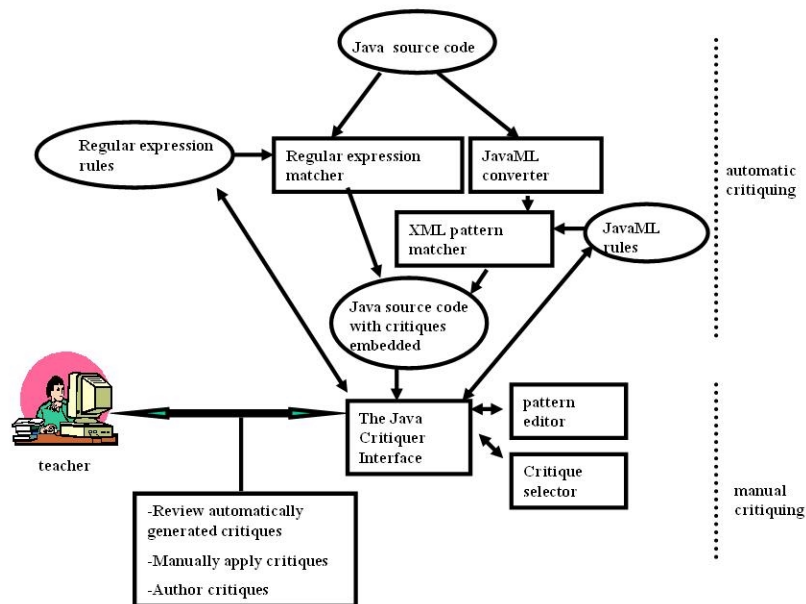 Java source code
Regular expression
rules
Regular expression
matcher
JavaML
converter
automatic
critiquing
XML pattern
matcher
JavaML
rules
Java source code
with critiques
embedded
teacher
The Java
Critiquer
Interface
pattern
editor
Critique
selector
manual
critiquing
-Review automatically
generated critiques
-Manually apply critiques
-Author critiques